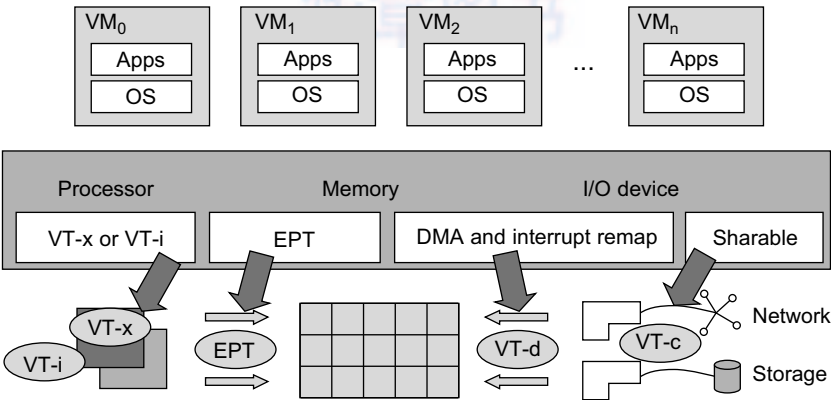 VM0 VM1 VM2 VMn
Apps Apps Apps Apps
...
OS OS OS OS
Processor Memory I/O device
VT-x or VT-i EPT DMA and interrupt remap Sharable
VT-x
Network
VT-i EPT VT-d VT-c
Storage